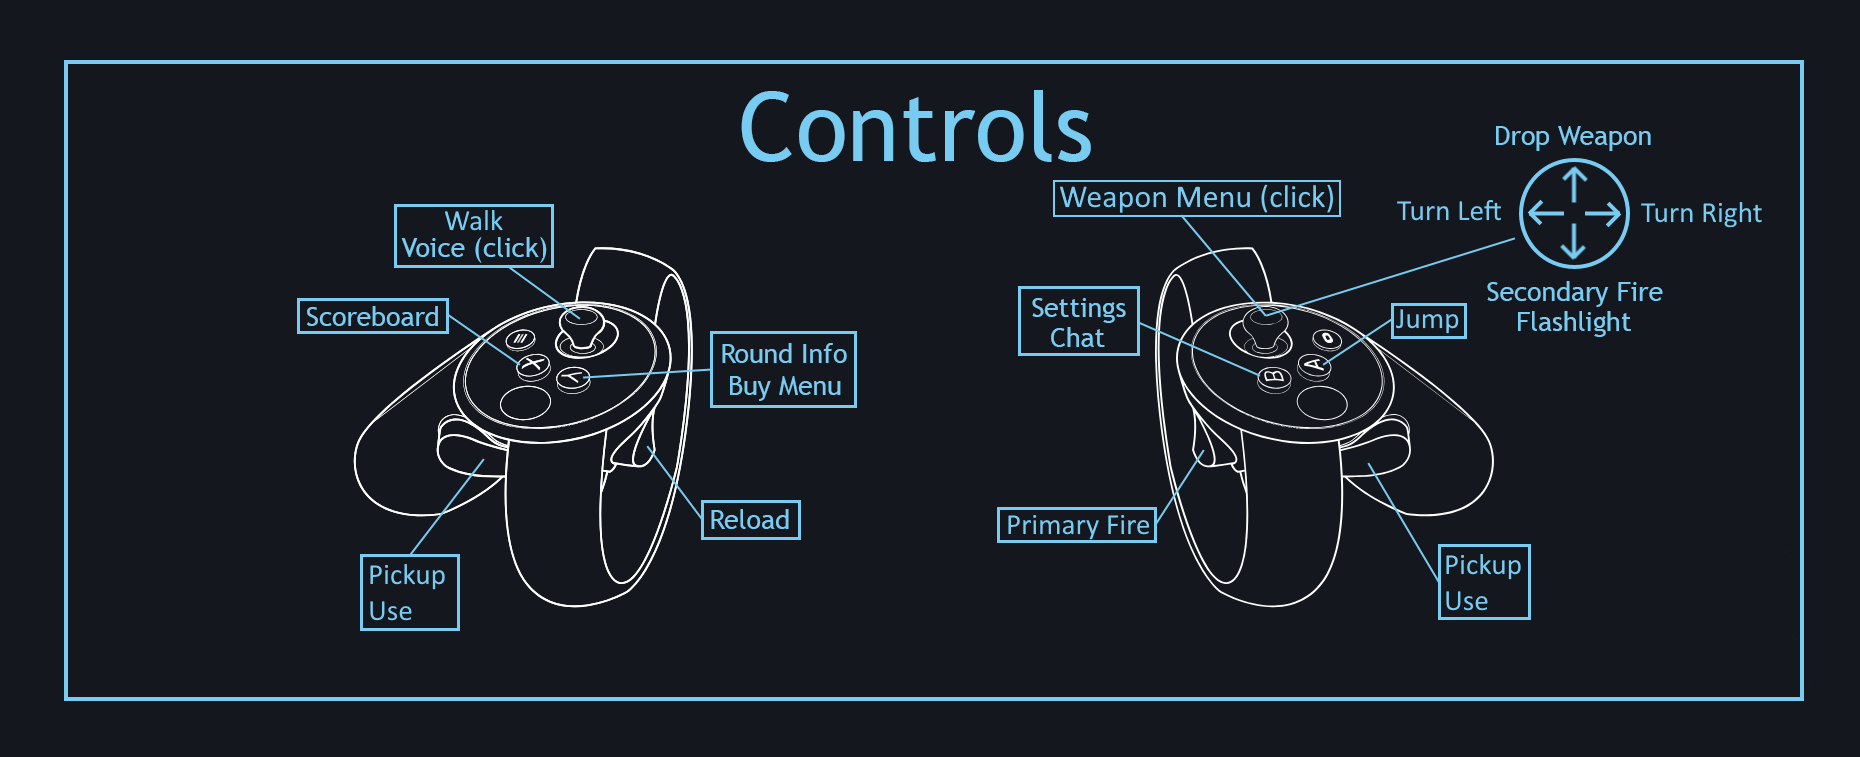 Controls
Drop Weapon
Weapon Menu (click)
Turn Left
Turn Right
Walk
Voice (click)
Scoreboard
Settings
Chat
Secondary Fire
Flashlight
Jump
Round Info
Buy Menu
X
Y
A
B
Reload
Primary Fire
Pickup
Use
Pickup
Use